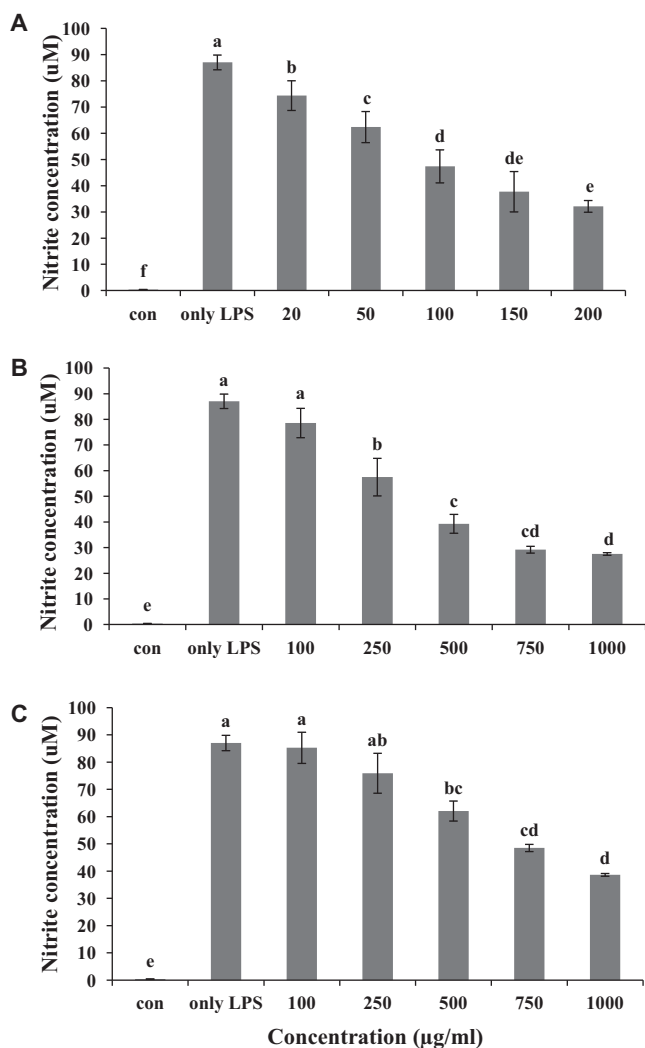 A
Nitrite concentration (uM)
100
90
80
70
60
50
40
30
20
10
0
f
a
b
c
d
de
e
con
only LPS
20
50
100
150
200
B
Nitrite concentration (uM)
100
90
80
70
60
50
40
30
20
10
0
e
a
a
b
c
cd
d
con
only LPS
100
250
500
750
1000
C
Nitrite concentration (uM)
100
90
80
70
60
50
40
30
20
10
0
e
a
a
ab
bc
cd
d
con
only LPS
100
250
500
750
1000
Concentration (µg/ml)